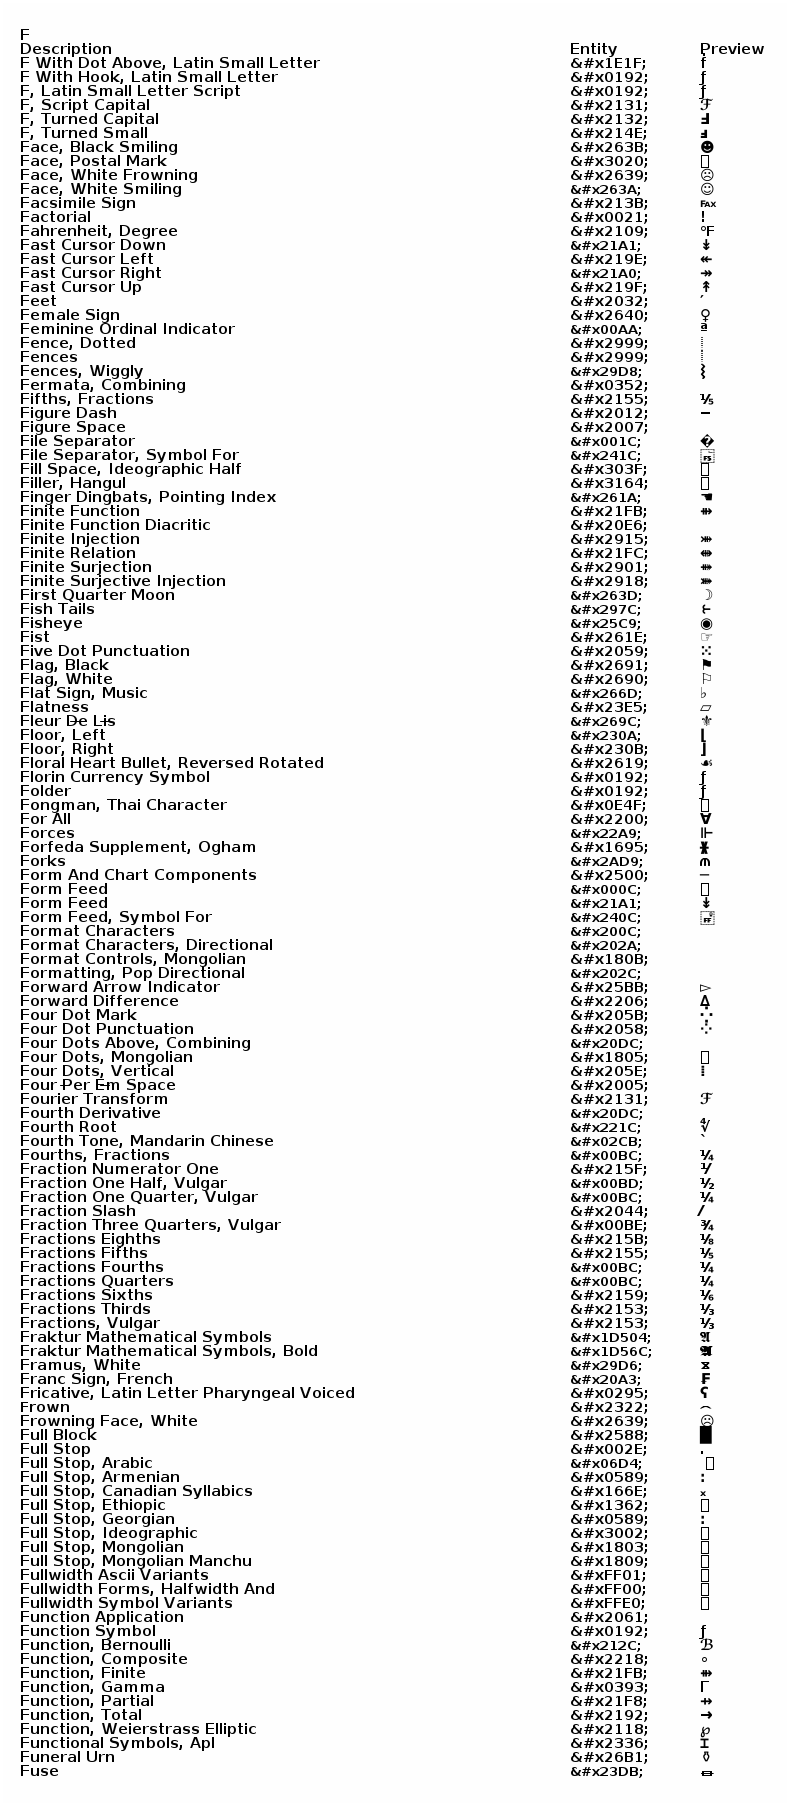 F
Description Entity Preview
F With Dot Above, Latin Small Letter &#x1E1F; ḟ
F With Hook, Latin Small Letter &#x0192; ƒ
F, Latin Small Letter Script &#x0192; ƒ
F, Script Capital &#x2131; ℱ
F, Turned Capital &#x2132; Ⅎ
F, Turned Small &#x214E; ⅎ
Face, Black Smiling &#x263B; ☻
Face, Postal Mark &#x3020;
Face, White Frowning &#x2639; ☹
Face, White Smiling &#x263A; ☺
Facsimile Sign &#x213B; ℻
Factorial &#x0021; !
Fahrenheit, Degree &#x2109; ℉
Fast Cursor Down &#x21A1; ↡
Fast Cursor Left &#x219E; ↞
Fast Cursor Right &#x21A0; ↠
Fast Cursor Up &#x219F; ↟
Feet &#x2032; ′
Female Sign &#x2640; ♀
Feminine Ordinal Indicator &#x00AA; ª
Fence, Dotted &#x2999; ⦙
Fences &#x2999; ⦙
Fences, Wiggly &#x29D8; ⧘
Fermata, Combining &#x0352;
Fifths, Fractions &#x2155; ⅕
Figure Dash &#x2012; ‒
Figure Space &#x2007;
File Separator &#x001C; �
File Separator, Symbol For &#x241C; ␜
Fill Space, Ideographic Half &#x303F;
Filler, Hangul &#x3164;
Finger Dingbats, Pointing Index &#x261A; ☚
Finite Function &#x21FB; ⇻
Finite Function Diacritic &#x20E6;
Finite Injection &#x2915; ⤕
Finite Relation &#x21FC; ⇼
Finite Surjection &#x2901; ⤁
Finite Surjective Injection &#x2918; ⤘
First Quarter Moon &#x263D; ☽
Fish Tails &#x297C; ⥼
Fisheye &#x25C9; ◉
Fist &#x261E; ☞
Five Dot Punctuation &#x2059; ⁙
Flag, Black &#x2691; ⚑
Flag, White &#x2690; ⚐
Flat Sign, Music &#x266D; ♭
Flatness &#x23E5; ⏥
Fleur De Lis &#x269C; ⚜
Floor, Left &#x230A; ⌊
Floor, Right &#x230B; ⌋
Floral Heart Bullet, Reversed Rotated &#x2619; ☙
Florin Currency Symbol &#x0192; ƒ
Folder &#x0192; ƒ
Fongman, Thai Character &#x0E4F;
For All &#x2200; ∀
Forces &#x22A9; ⊩
Forfeda Supplement, Ogham &#x1695; ᚕ
Forks &#x2AD9; ⫙
Form And Chart Components &#x2500; ─
Form Feed &#x000C;
Form Feed &#x21A1; ↡
Form Feed, Symbol For &#x240C; ␌
Format Characters &#x200C;
Format Characters, Directional &#x202A;
Format Controls, Mongolian &#x180B;
Formatting, Pop Directional &#x202C;
Forward Arrow Indicator &#x25BB; ▻
Forward Difference &#x2206; ∆
Four Dot Mark &#x205B; ⁛
Four Dot Punctuation &#x2058; ⁘
Four Dots Above, Combining &#x20DC;
Four Dots, Mongolian &#x1805;
Four Dots, Vertical &#x205E; ⁞
Four-Per Em Space &#x2005;
Fourier Transform &#x2131; ℱ
Fourth Derivative &#x20DC;
Fourth Root &#x221C; ∜
Fourth Tone, Mandarin Chinese &#x02CB; ˋ
Fourths, Fractions &#x00BC; ¼
Fraction Numerator One &#x215F; ⅟
Fraction One Half, Vulgar &#x00BD; ½
Fraction One Quarter, Vulgar &#x00BC; ¼
Fraction Slash &#x2044; ⁄
Fraction Three Quarters, Vulgar &#x00BE; ¾
Fractions Eighths &#x215B; ⅛
Fractions Fifths &#x2155; ⅕
Fractions Fourths &#x00BC; ¼
Fractions Quarters &#x00BC; ¼
Fractions Sixths &#x2159; ⅙
Fractions Thirds &#x2153; ⅓
Fractions, Vulgar &#x2153; ⅓
Fraktur Mathematical Symbols &#x1D504; 𝔄
Fraktur Mathematical Symbols, Bold &#x1D56C; 𝕬
Framus, White &#x29D6; ⧖
Franc Sign, French &#x20A3; ₣
Fricative, Latin Letter Pharyngeal Voiced &#x0295; ʕ
Frown &#x2322; ⌢
Frowning Face, White &#x2639; ☹
Full Block &#x2588; █
Full Stop &#x002E; .
Full Stop, Arabic &#x06D4;
Full Stop, Armenian &#x0589; ։
Full Stop, Canadian Syllabics &#x166E; ᙮
Full Stop, Ethiopic &#x1362;
Full Stop, Georgian &#x0589; ։
Full Stop, Ideographic &#x3002;
Full Stop, Mongolian &#x1803;
Full Stop, Mongolian Manchu &#x1809;
Fullwidth Ascii Variants &#xFF01;
Fullwidth Forms, Halfwidth And &#xFF00;
Fullwidth Symbol Variants &#xFFE0;
Function Application &#x2061;
Function Symbol &#x0192; ƒ
Function, Bernoulli &#x212C; ℬ
Function, Composite &#x2218; ∘
Function, Finite &#x21FB; ⇻
Function, Gamma &#x0393; Γ
Function, Partial &#x21F8; ⇸
Function, Total &#x2192; →
Function, Weierstrass Elliptic &#x2118; ℘
Functional Symbols, Apl &#x2336; ⌶
Funeral Urn &#x26B1; ⚱
Fuse &#x23DB; ⏛